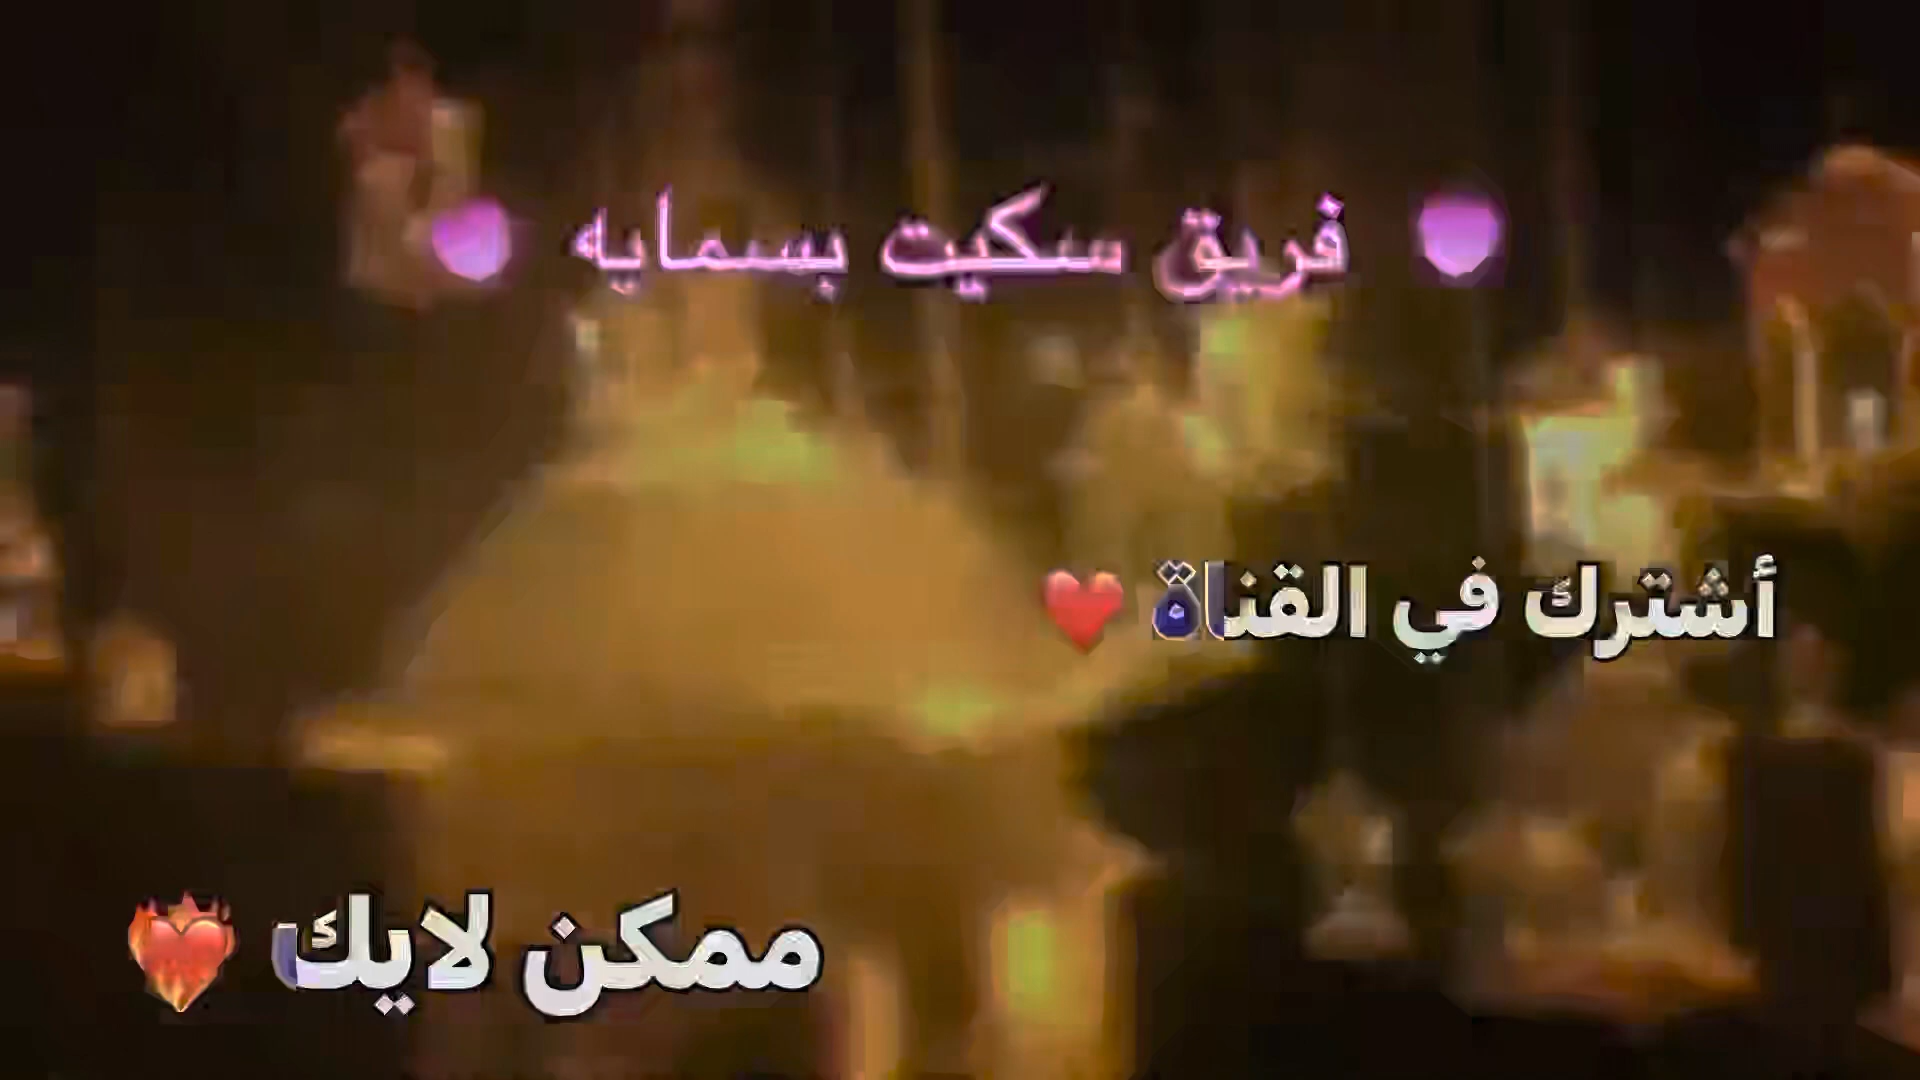 💜 فريق سكيت بسمايه 💜
أشترك في القناة ❤️
ممكن لايك ❤️‍🔥